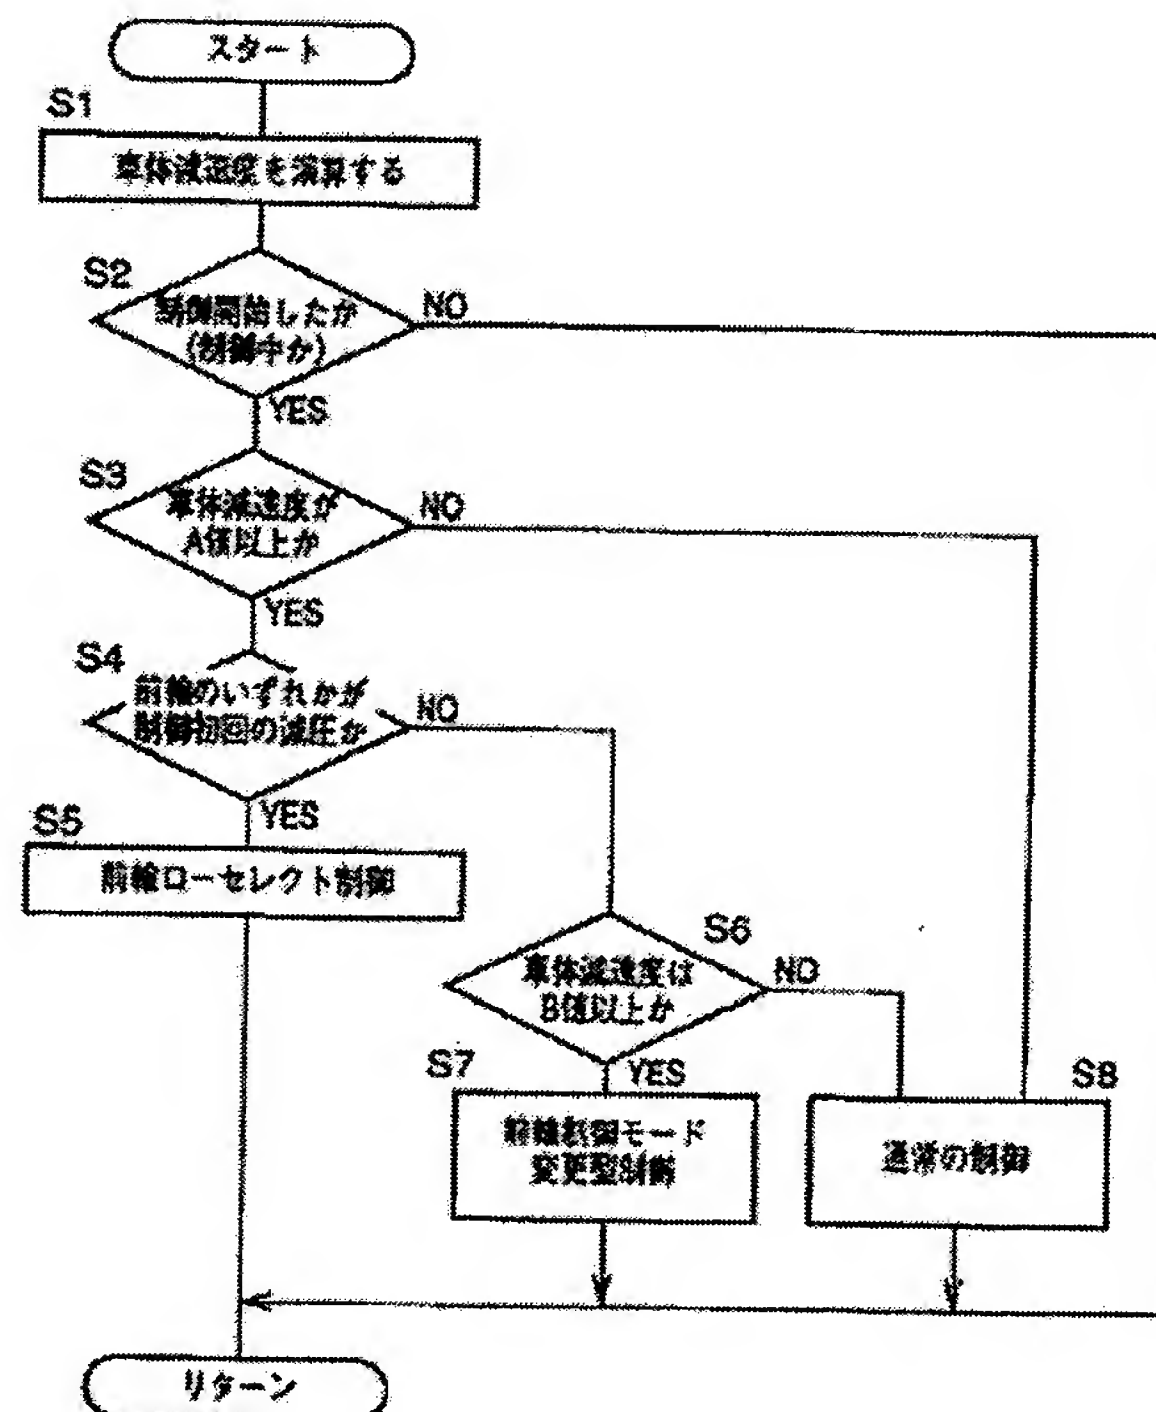 スタート
S1
車体減速度を演算する
S2
制御開始したか
(制御中か)
NO
YES
S3
車体減速度が
A値以上か
NO
YES
S4
前輪のいずれかが
制御初回の減圧か
NO
YES
S5
前輪ローセレクト制御
S6
車体減速度は
B値以上か
NO
S7
YES
前輪制御モード
変更型制御
S8
通常の制御
リターン